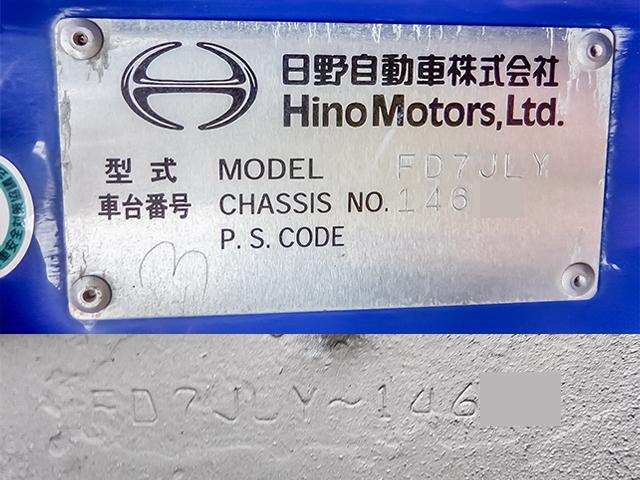 日野自動車株式会社
Hino Motors, Ltd.
型式 MODEL FD7JLY
車台番号 CHASSIS NO. 146
P. S. CODE
FD7JLY~146